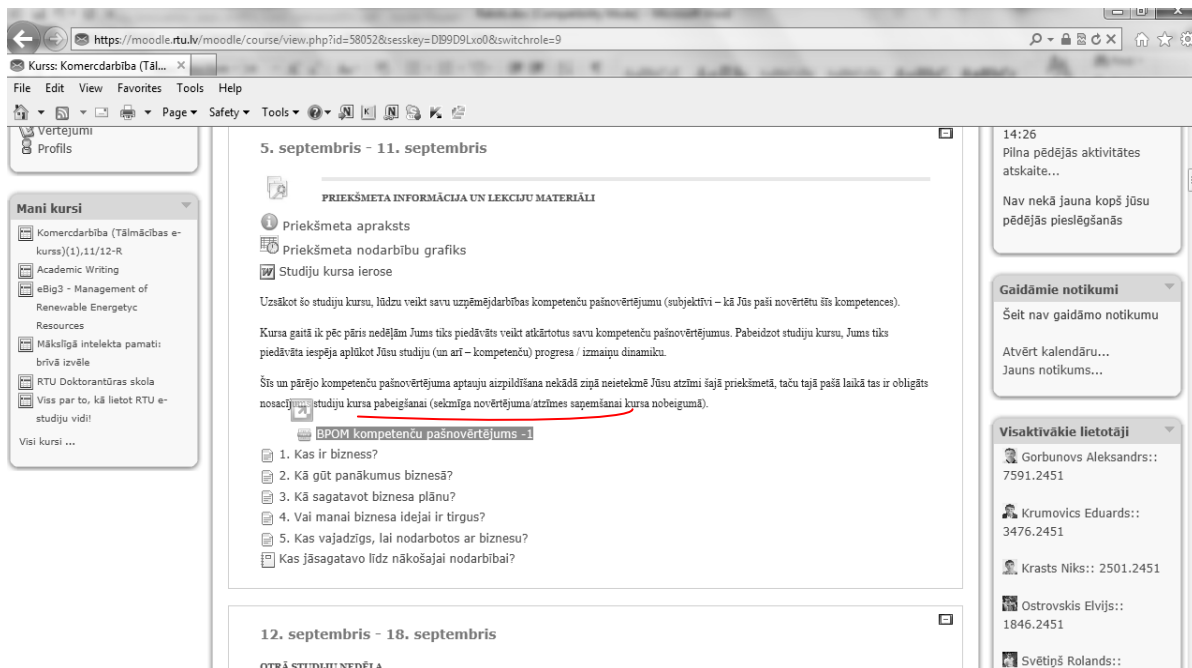 https://moodle.rtu.lv/moodle/course/view.php?id=58052&sesskey=DI99D9Lxo0&switchrole=9
Kurss: Komercdarbība (Tāl...
File Edit View Favorites Tools Help
Page Safety Tools
Vērtējumi
Profils
Mani kursi
Komercdarbība (Tālmācības e-
kurss)(1),11/12-R
Academic Writing
eBig3 - Management of
Renewable Energetyc
Resources
Mākslīgā intelekta pamati:
brīvā izvēle
RTU Doktorantūras skola
Viss par to, kā lietot RTU e-
studiju vidi!
Visi kursi ...
5. septembris - 11. septembris
PRIEKŠMETA INFORMĀCIJA UN LEKCIJU MATERIĀLI
Priekšmeta apraksts
Priekšmeta nodarbību grafiks
Studiju kursa ierose
Uzsākot šo studiju kursu, lūdzu veikt savu uzņēmējdarbības kompetenču pašnovērtējumu (subjektīvi – kā Jūs paši novērtētu šīs kompetences).
Kursa gaitā ik pēc pāris nedēļām Jums tiks piedāvāts veikt atkārtotus savu kompetenču pašnovērtējumus. Pabeidzot studiju kursu, Jums tiks
piedāvāta iespēja aplūkot Jūsu studiju (un arī – kompetenču) progresa / izmaiņu dinamiku.
Šīs un pārējo kompetenču pašnovērtējuma aptauju aizpildīšana nekādā ziņā neietekmē Jūsu atzīmi šajā priekšmetā, taču tajā pašā laikā tas ir obligāts
studiju kursa pabeigšanai (sekmīga novērtējuma/atzīmes saņemšanai kursa nobeigumā).
BPOM kompetenču pašnovērtējums -1
1. Kas ir bizness?
2. Kā gūt panākumus biznesā?
3. Kā sagatavot biznesa plānu?
4. Vai manai biznesa idejai ir tirgus?
5. Kas vajadzīgs, lai nodarbotos ar biznesu?
Kas jāsagatavo līdz nākošajai nodarbībai?
12. septembris - 18. septembris
OTRĀ STUDIJU NEDĒĻA
14:26
Pilna pēdējās aktivitātes
atskaite...
Nav nekā jauna kopš jūsu
pēdējās pieslēgšanās
Gaidāmie notikumi
Šeit nav gaidāmo notikumu
Atvērt kalendāru...
Jauns notikums...
Visaktīvākie lietotāji
Gorbunovs Aleksandrs::
7591.2451
Krumovics Eduards::
3476.2451
Krasts Niks:: 2501.2451
Ostrovskis Elvijs::
1846.2451
Svētiņš Rolands::